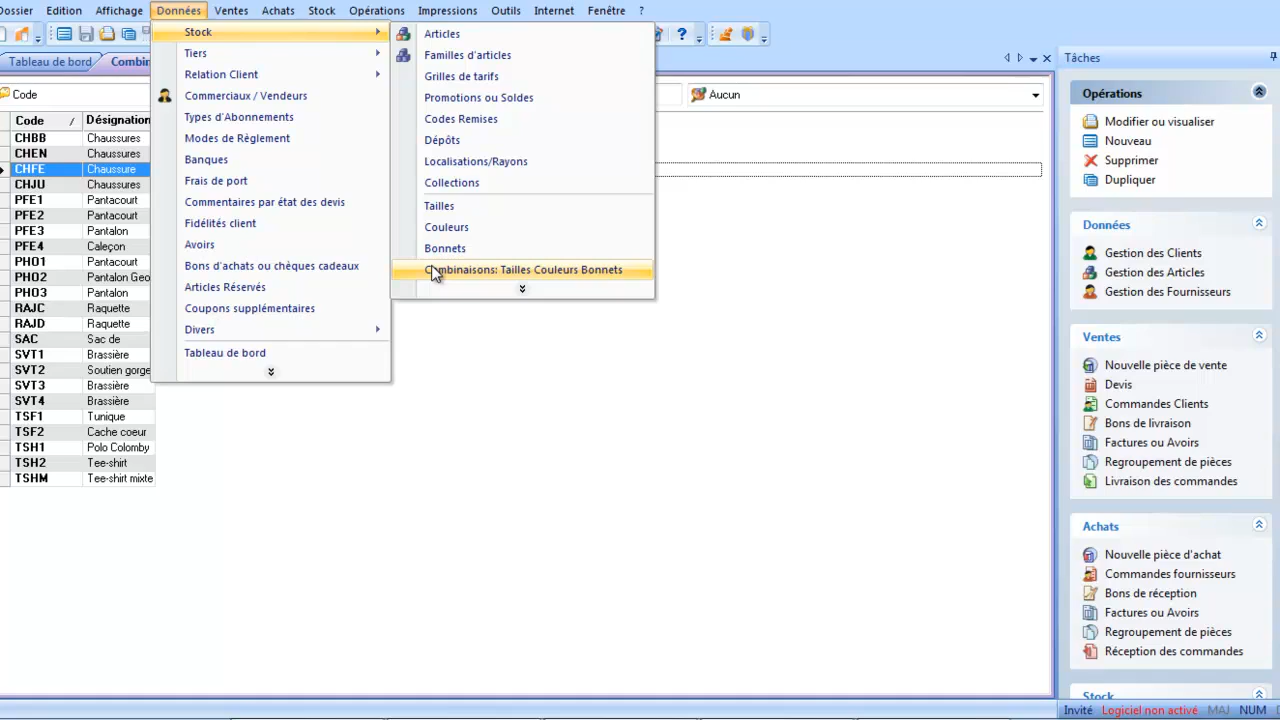 Dossier Edition Affichage Données Ventes Achats Stock Opérations Impressions Outils Internet Fenêtre ?
Tableau de bord Combin
Code
Aucun
Code / Désignation
CHBB Chaussures
CHEN Chaussures
CHFE Chaussure
CHJU Chaussures
PFE1 Pantacourt
PFE2 Pantacourt
PFE3 Pantalon
PFE4 Caleçon
PHO1 Pantacourt
PHO2 Pantalon Geo
PHO3 Pantalon
RAJC Raquette
RAJD Raquette
SAC Sac de
SVT1 Brassière
SVT2 Soutien gorge
SVT3 Brassière
SVT4 Brassière
TSF1 Tunique
TSF2 Cache coeur
TSH1 Polo Colomby
TSH2 Tee-shirt
TSHM Tee-shirt mixte
Stock
Tiers
Relation Client
Commerciaux / Vendeurs
Types d'Abonnements
Modes de Règlement
Banques
Frais de port
Commentaires par état des devis
Fidélités client
Avoirs
Bons d'achats ou chèques cadeaux
Articles Réservés
Coupons supplémentaires
Divers
Tableau de bord
Articles
Familles d'articles
Grilles de tarifs
Promotions ou Soldes
Codes Remises
Dépôts
Localisations/Rayons
Collections
Tailles
Couleurs
Bonnets
Combinaisons: Tailles Couleurs Bonnets
Tâches
Opérations
Modifier ou visualiser
Nouveau
Supprimer
Dupliquer
Données
Gestion des Clients
Gestion des Articles
Gestion des Fournisseurs
Ventes
Nouvelle pièce de vente
Devis
Commandes Clients
Bons de livraison
Factures ou Avoirs
Regroupement de pièces
Livraison des commandes
Achats
Nouvelle pièce d'achat
Commandes fournisseurs
Bons de réception
Factures ou Avoirs
Regroupement de pièces
Réception des commandes
Stock
Invité Logiciel non activé MAJ NUM